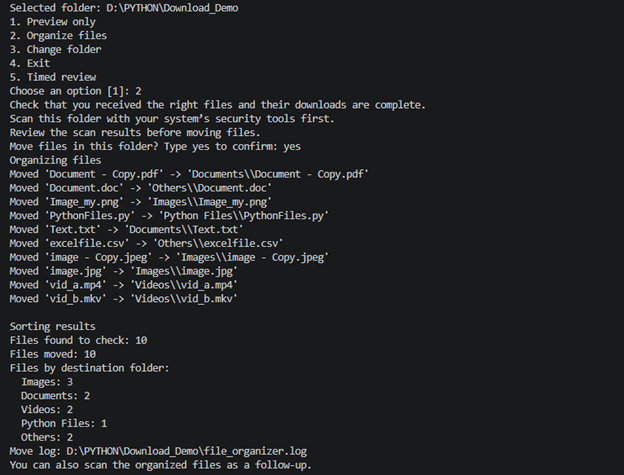 Selected folder: D:\PYTHON\Download_Demo
1. Preview only
2. Organize files
3. Change folder
4. Exit
5. Timed review
Choose an option [1]: 2
Check that you received the right files and their downloads are complete.
Scan this folder with your system’s security tools first.
Review the scan results before moving files.
Move files in this folder? Type yes to confirm: yes
Organizing files
Moved 'Document - Copy.pdf' -> 'Documents\\Document - Copy.pdf'
Moved 'Document.doc' -> 'Others\\Document.doc'
Moved 'Image_my.png' -> 'Images\\Image_my.png'
Moved 'PythonFiles.py' -> 'Python Files\\PythonFiles.py'
Moved 'Text.txt' -> 'Documents\\Text.txt'
Moved 'excelfile.csv' -> 'Others\\excelfile.csv'
Moved 'image - Copy.jpeg' -> 'Images\\image - Copy.jpeg'
Moved 'image.jpg' -> 'Images\\image.jpg'
Moved 'vid_a.mp4' -> 'Videos\\vid_a.mp4'
Moved 'vid_b.mkv' -> 'Videos\\vid_b.mkv'

Sorting results
Files found to check: 10
Files moved: 10
Files by destination folder:
  Images: 3
  Documents: 2
  Videos: 2
  Python Files: 1
  Others: 2
Move log: D:\PYTHON\Download_Demo\file_organizer.log
You can also scan the organized files as a follow-up.